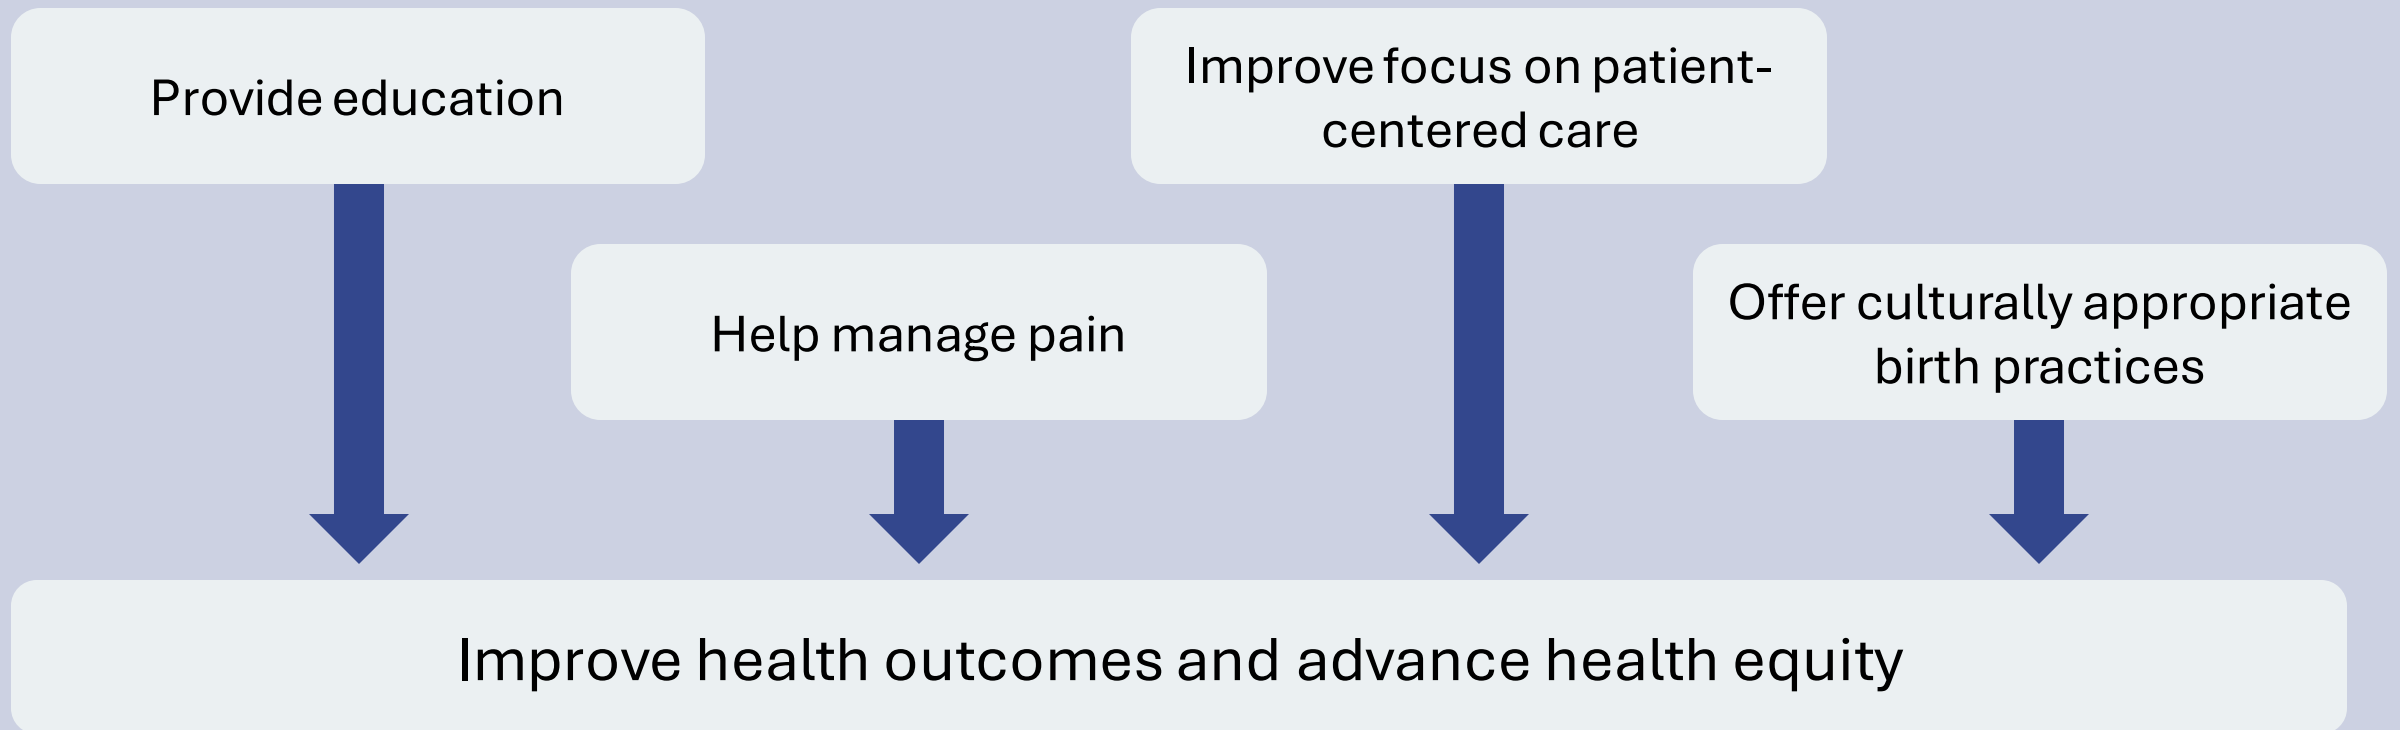 Provide education
Improve focus on patient-
centered care
Help manage pain
Offer culturally appropriate
birth practices
Improve health outcomes and advance health equity